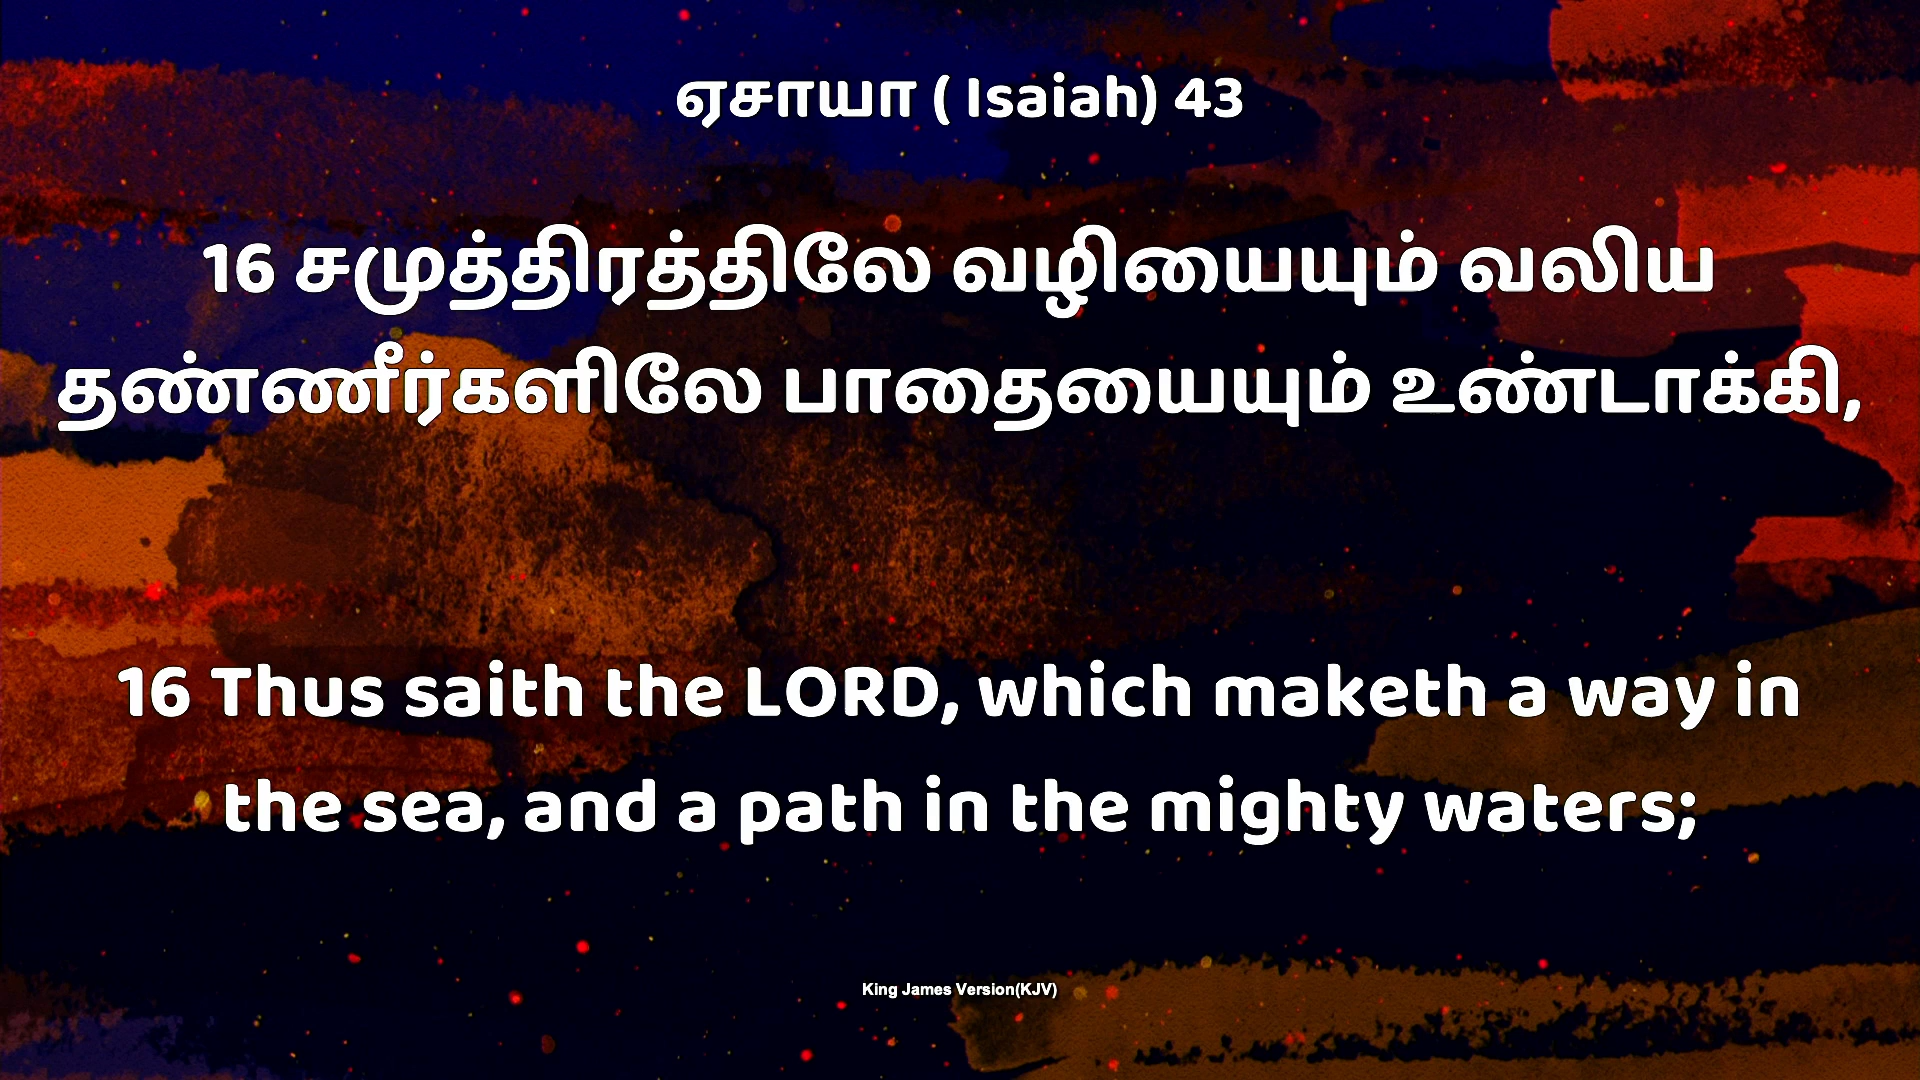 ஏசாயா ( Isaiah) 43
16 சமுத்திரத்திலே வழியையும் வலிய
தண்ணீர்களிலே பாதையையும் உண்டாக்கி,
16 Thus saith the LORD, which maketh a way in
the sea, and a path in the mighty waters;
King James Version(KJV)